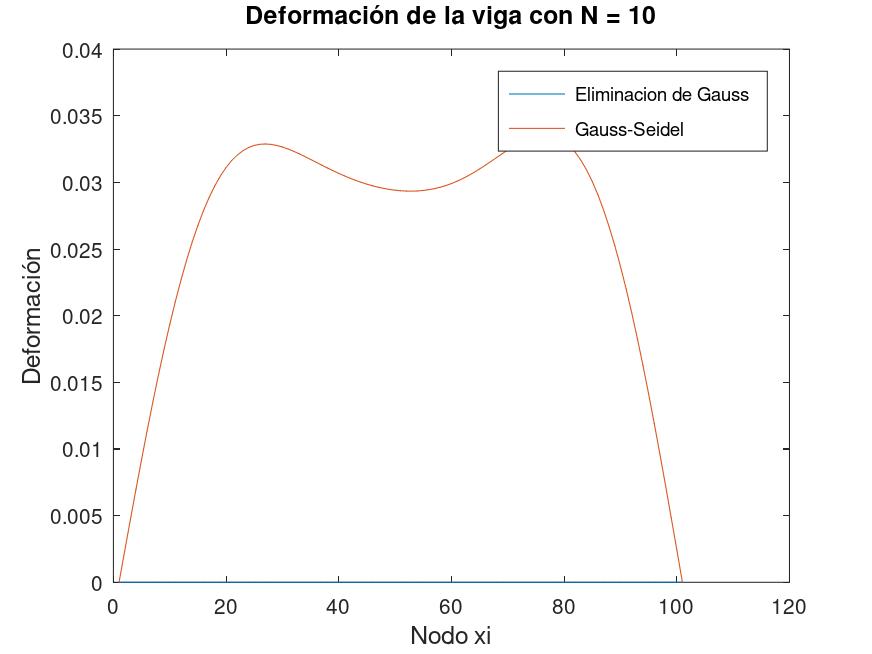 Deformación de la viga con N = 10
0.04
0.035
0.03
0.025
0.02
0.015
0.01
0.005
0
Deformación
Eliminacion de Gauss
Gauss-Seidel
0 20 40 60 80 100 120
Nodo xi